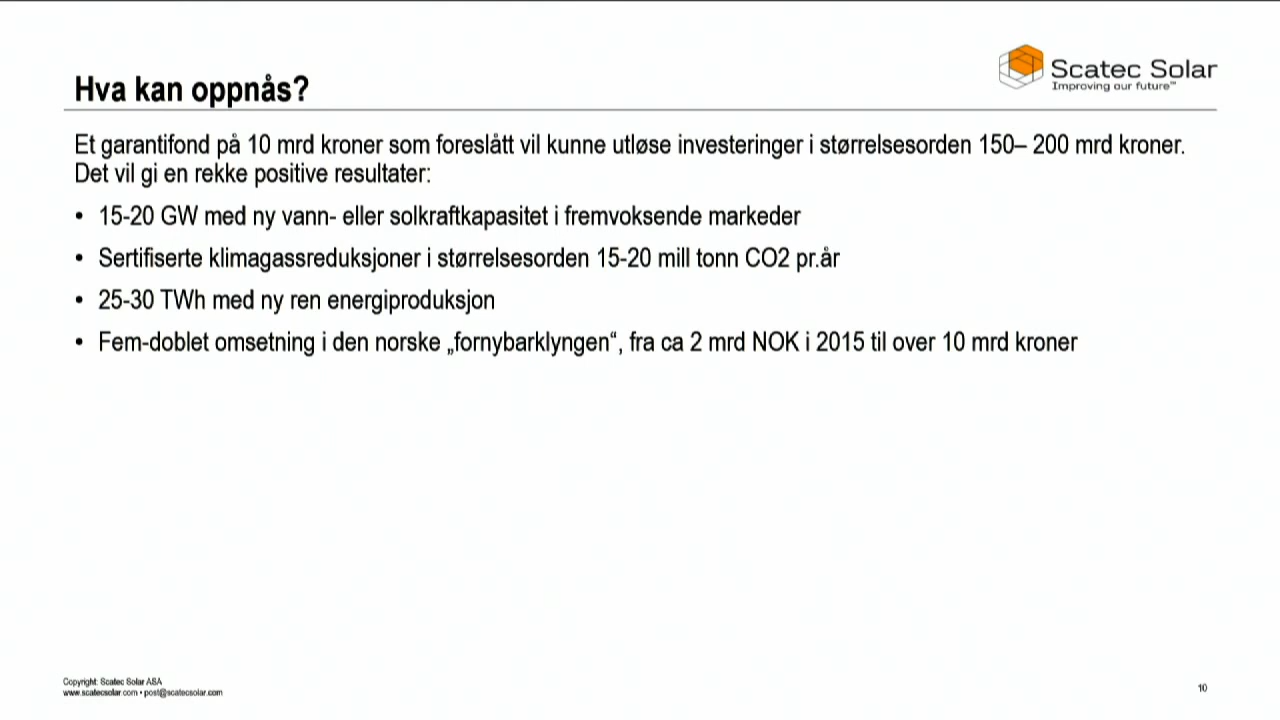 Hva kan oppnås?
Scatec Solar
Improving our future™
Et garantifond på 10 mrd kroner som foreslått vil kunne utløse investeringer i størrelsesorden 150– 200 mrd kroner.
Det vil gi en rekke positive resultater:
• 15-20 GW med ny vann- eller solkraftkapasitet i fremvoksende markeder
• Sertifiserte klimagassreduksjoner i størrelsesorden 15-20 mill tonn CO2 pr.år
• 25-30 TWh med ny ren energiproduksjon
• Fem-doblet omsetning i den norske „fornybarklyngen“, fra ca 2 mrd NOK i 2015 til over 10 mrd kroner
Copyright: Scatec Solar ASA
www.scatecsolar.com • post@scatecsolar.com
10